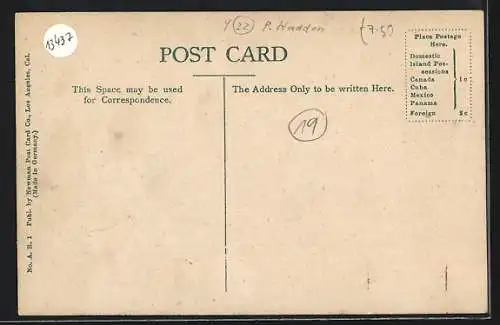 13437
Y (22) P. Haddon
(7.50
POST CARD
This Space may be used
for Correspondence.
The Address Only to be written Here.
Place Postage
Here.
Domestic
Island Pos-
sessions
Canada 1c
Cuba
Mexico
Panama
Foreign 2c
19
No. A. H. 1 Publ. by Newman Post Card Co., Los Angeles, Cal.
(Made in Germany.)